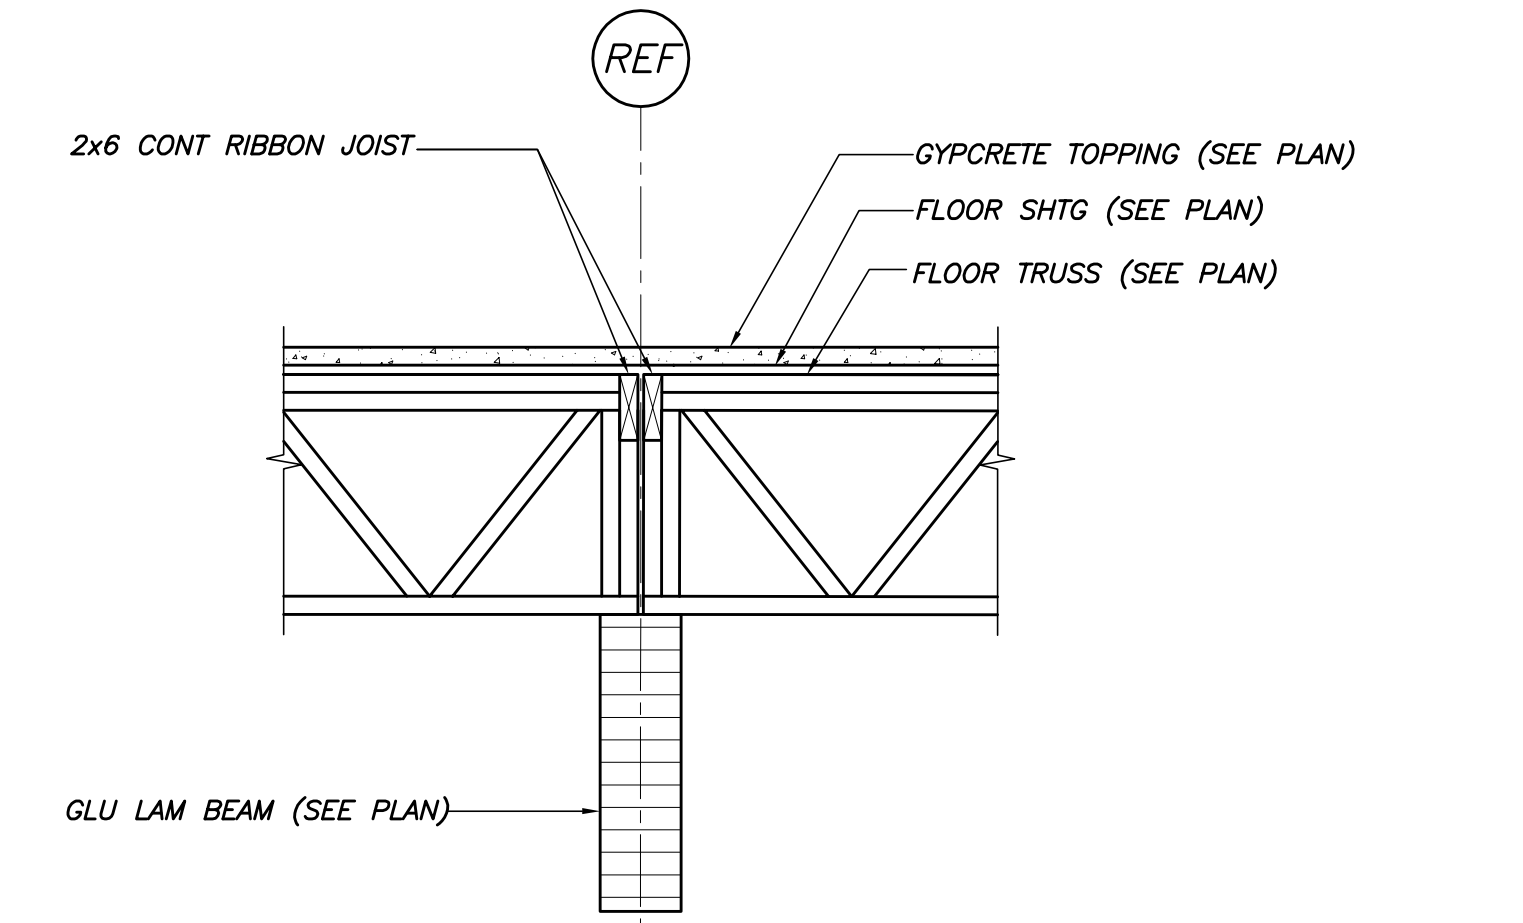 REF
2x6 CONT RIBBON JOIST
GYPCRETE TOPPING (SEE PLAN)
FLOOR SHTG (SEE PLAN)
FLOOR TRUSS (SEE PLAN)
GLU LAM BEAM (SEE PLAN)